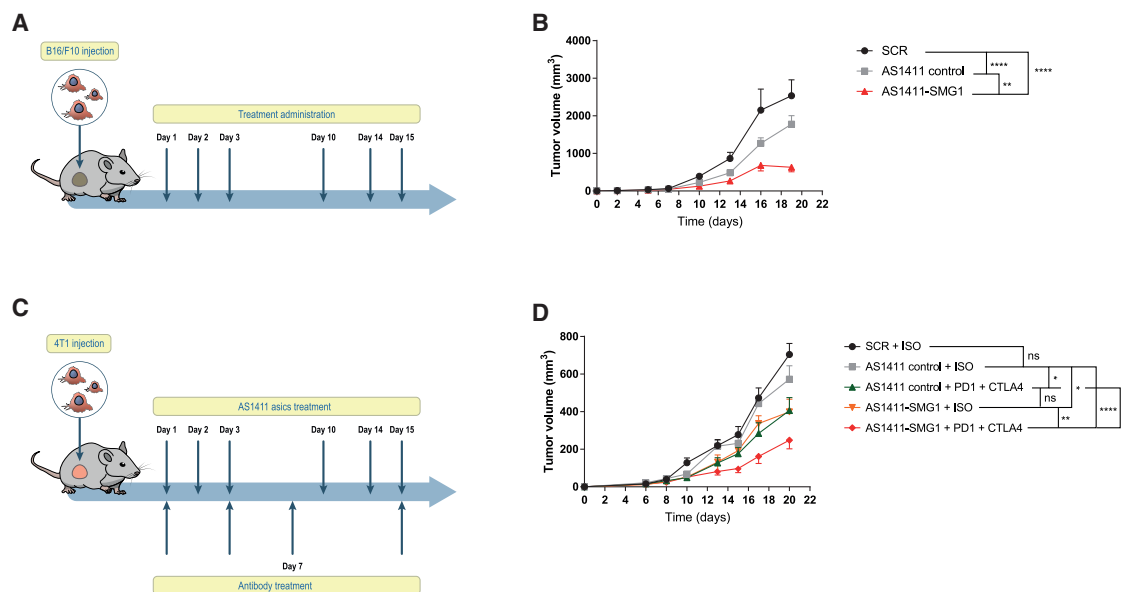 A
B16/F10 injection
Treatment administration
Day 1 Day 2 Day 3 Day 10 Day 14 Day 15
B
Tumor volume (mm³)
4000
3000
2000
1000
0
0 2 4 6 8 10 12 14 16 18 20 22
Time (days)
SCR
AS1411 control
AS1411-SMG1
****
**
****
C
4T1 injection
AS1411 asics treatment
Day 1 Day 2 Day 3 Day 10 Day 14 Day 15
Day 7
Antibody treatment
D
Tumor volume (mm³)
800
600
400
200
0
0 2 4 6 8 10 12 14 16 18 20 22
Time (days)
SCR + ISO
AS1411 control + ISO
AS1411 control + PD1 + CTLA4
AS1411-SMG1 + ISO
AS1411-SMG1 + PD1 + CTLA4
ns
*
ns
*
**
****